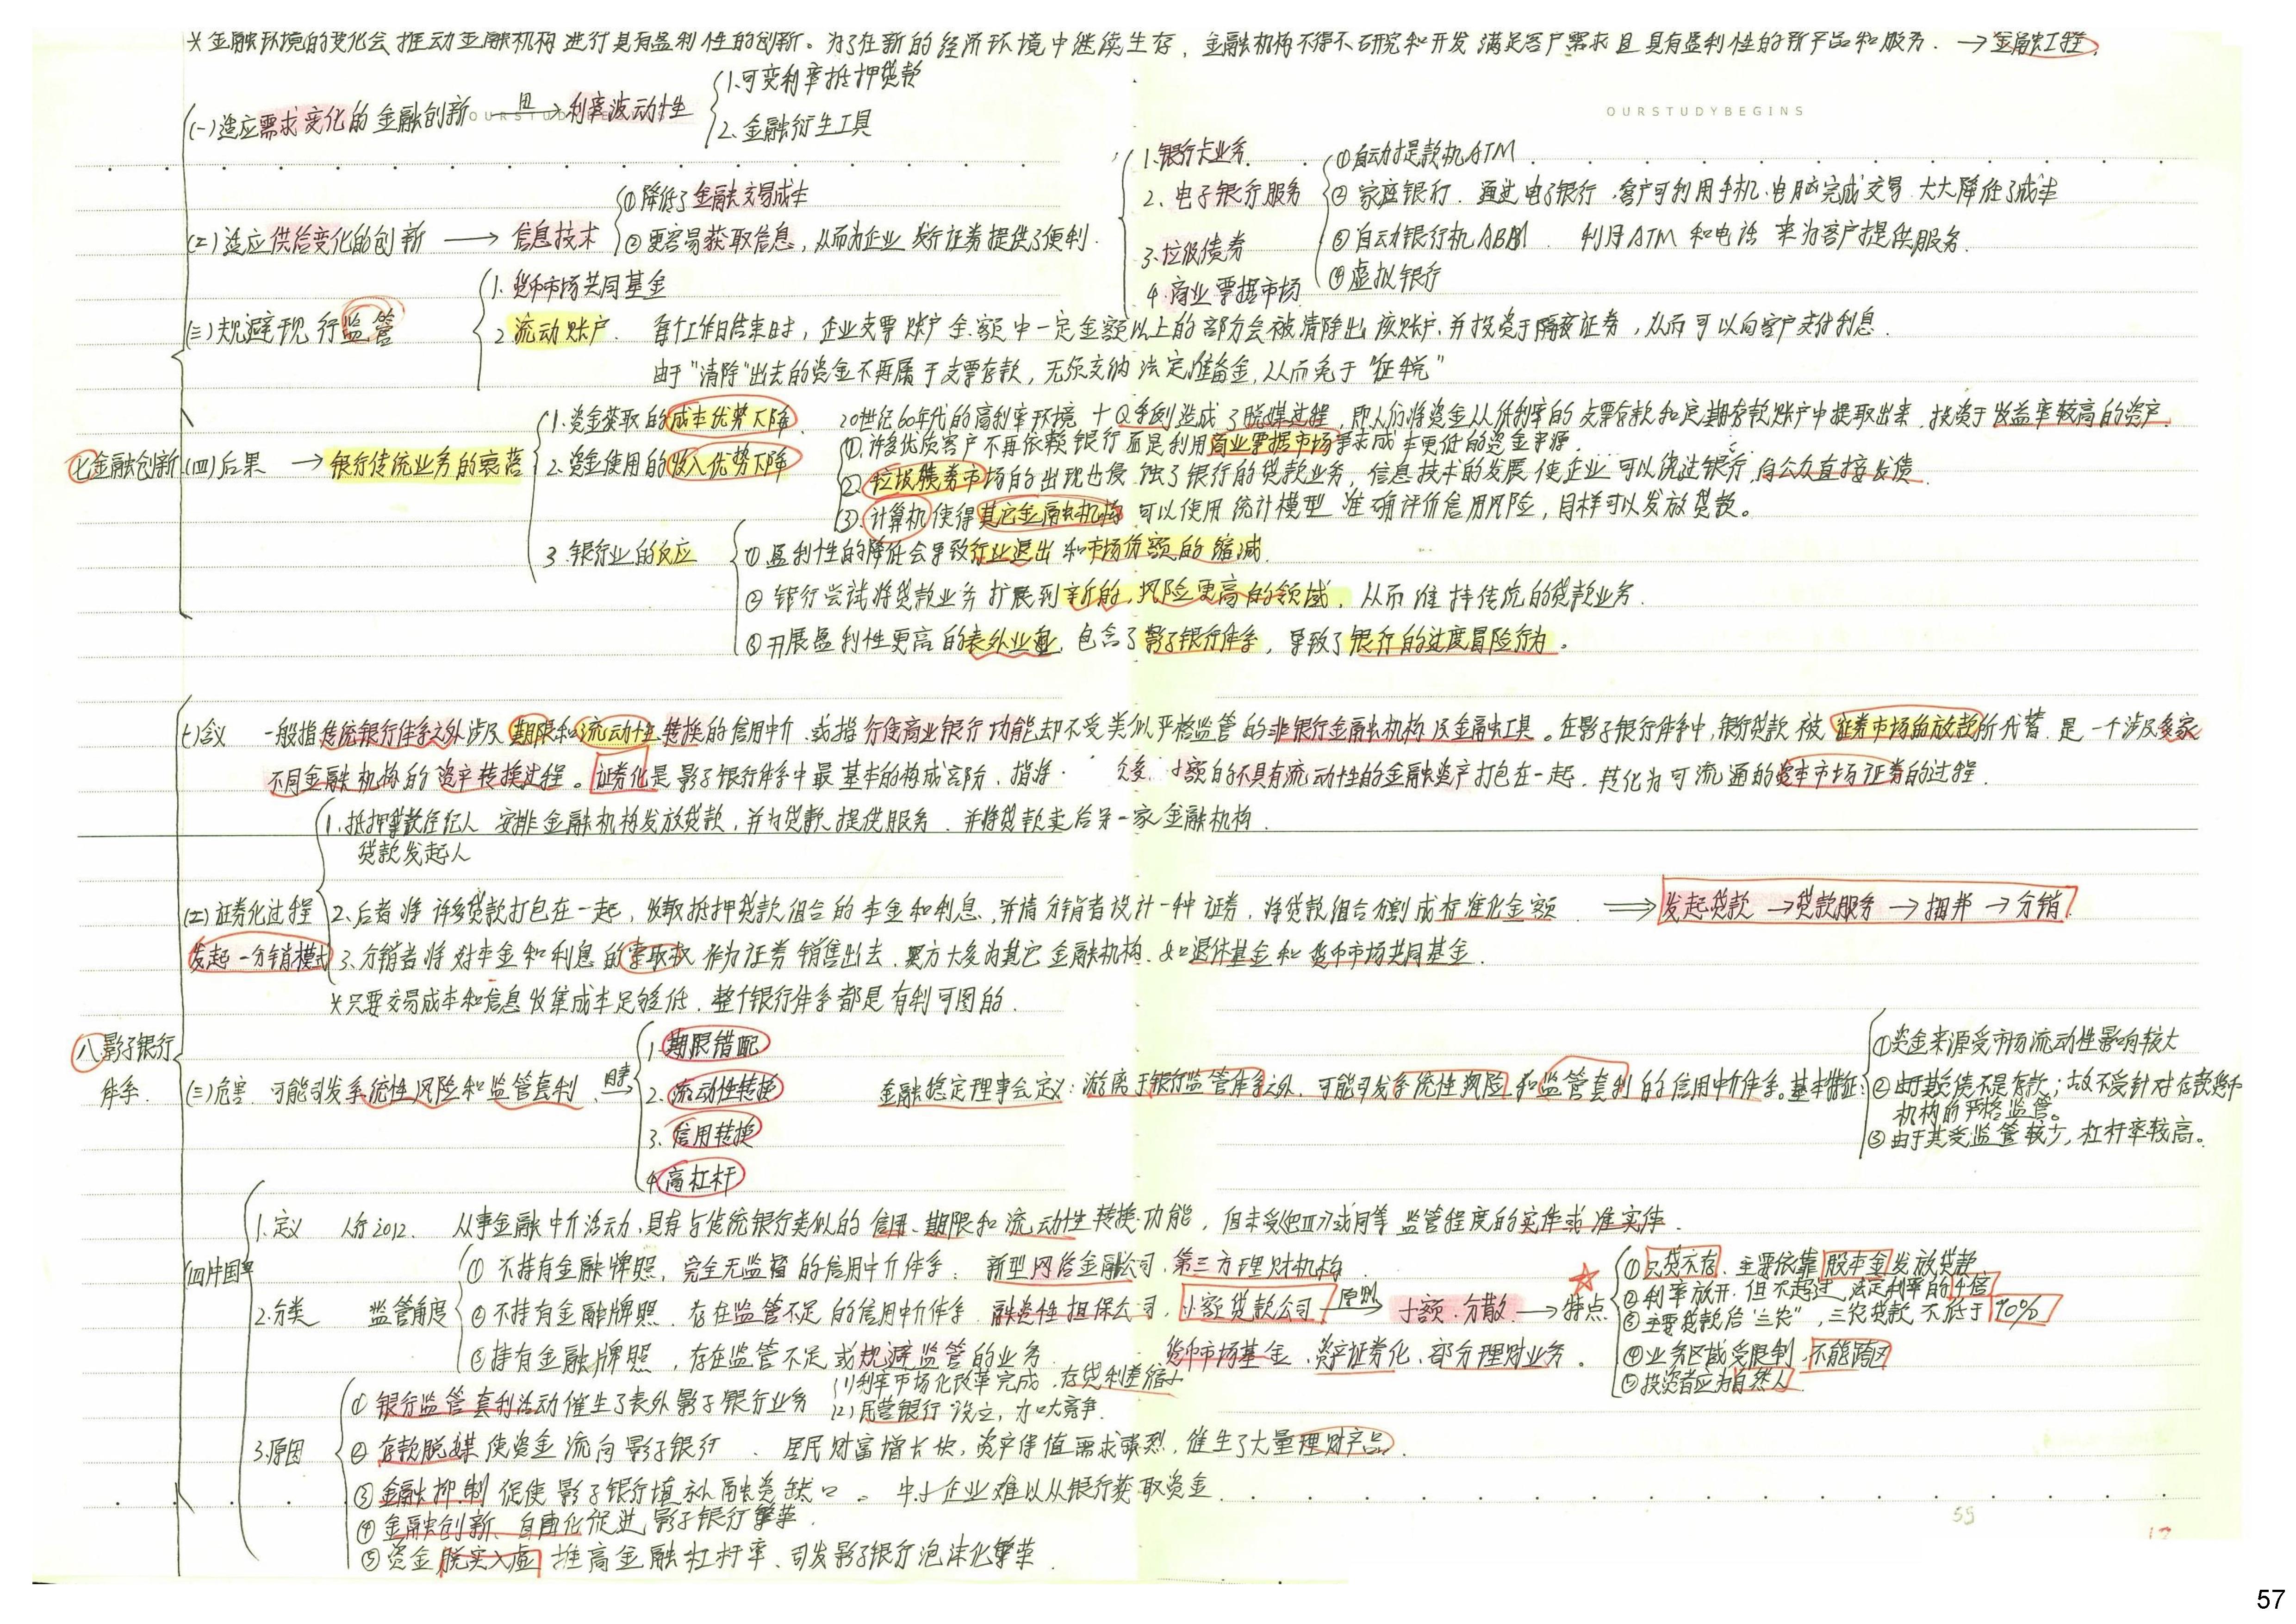 *金融环境的变化会推动金融机构进行具有盈利性的创新。为了在新的经济环境中继续生存，金融机构不得不研究和开发满足客户需求且具有盈利性的新产品和服务. → 金融工程.
OURSTUDYBEGINS
OURSTUDYBEGINS
七金融创新
(一)适应需求变化的金融创新 因→ 利率波动性
1.可变利率抵押贷款
2.金融衍生工具
(二)适应供给变化的创新 → 信息技术
①降低了金融交易成本
②更容易获取信息，从而为企业发行证券提供了便利.
1.银行卡业务.
2.电子银行服务
①自动提款机ATM
②家庭银行. 通过电子银行,客户可利用手机、电脑完成交易.大大降低了成本
③自动银行机ABM. 利用ATM和电话来为客户提供服务.
④虚拟银行
3.垃圾债券
4.商业票据市场
(三)规避现行监管
1.货币市场共同基金
2.流动账户. 每个工作日结束时，企业支票账户余额中一定金额以上的部分会被清除出该账户,并投资于隔夜证券，从而可以向客户支付利息.
由于"清除"出去的资金不再属于支票存款，无须交纳法定准备金,从而免于"征税"
(四)后果 → 银行传统业务的衰落
1.资金获取的成本优势下降. 20世纪60年代的高利率环境 + Q条例造成了脱媒过程，即人们将资金从低利率的支票存款和定期存款账户中提取出来，投资于收益率较高的资产.
2.资金使用的收入优势下降
①.许多优质客户不再依赖银行而是利用商业票据市场寻求成本更低的资金来源.
②.垃圾债券市场的出现也侵蚀了银行的贷款业务，信息技术的发展使企业可以绕过银行,向公众直接发债.
③.计算机使得其它金融机构可以使用统计模型准确评价信用风险，同样可以发放贷款。
3.银行业的反应
①盈利性的降低会导致行业退出和市场份额的缩减.
②银行尝试将贷款业务扩展到新的,风险更高的领域，从而维持传统的贷款业务.
③开展盈利性更高的表外业务,包含了影子银行体系，导致了银行的过度冒险行为。
八影子银行体系.
(一)含义 一般指传统银行体系之外涉及期限和流动性转换的信用中介.或指行使商业银行功能却不受类似严格监管的非银行金融机构及金融工具。在影子银行体系中,银行贷款被证券市场的放款所代替.是一个涉及多家
不同金融机构的资产转换过程。证券化是影子银行体系中最基本的构成部分,指将 众多、小额的不具有流动性的金融资产打包在一起,转化为可流通的资本市场证券的过程.
(二)证券化过程
发起-分销模式
1.抵押贷款经纪人 安排金融机构发放贷款，并为贷款提供服务.并将贷款卖给另一家金融机构.
贷款发起人
2.后者将许多贷款打包在一起，收取抵押贷款组合的本金和利息,并请分销者设计一种证券，将贷款组合分割成标准化金额 ⇒ 发起贷款→贷款服务→捆绑→分销.
3.分销者将对本金和利息的索取权作为证券销售出去.买方大多为其它金融机构.如退休基金和货币市场共同基金.
*只要交易成本和信息收集成本足够低.整个银行体系都是有利可图的.
(三)危害 可能引发系统性风险和监管套利
1.期限错配
2.流动性转换
3.信用转换
4.高杠杆
金融稳定理事会定义：游离于银行监管体系之外.可能引发系统性风险和监管套利的信用中介体系。基本特征:
①资金来源受市场流动性影响较大
②由于其负债不是存款；故不受针对存款货币机构的严格监管。
③由于其受监管较少，杠杆率较高。
(四)中国
1.定义 人行2012. 从事金融中介活动,具有与传统银行类似的信用、期限和流动性转换功能，但未受《巴Ⅲ》或同等监管程度的实体或准实体.
2.分类 监管角度
①不持有金融牌照，完全无监督的信用中介体系：新型网络金融公司.第三方理财机构
②不持有金融牌照.存在监管不足的信用中介体系.融资性担保公司,小额贷款公司 原则→ 小额.分散 → 特点
③持有金融牌照，存在监管不足或规避监管的业务. 货币市场基金、资产证券化、部分理财业务。
①只贷不存.主要依靠股本金发放贷款
②利率放开,但不超过法定利率的4倍
③主要贷款给"三农"，三农贷款不低于70%
④业务区域受限制,不能跨区
⑤投资者应为自然人.
3.原因
①银行监管套利活动催生了表外影子银行业务
(1)利率市场化改革完成.存贷利差缩小
(2)民营银行设立，加大竞争.
②存款脱媒使资金流向影子银行、居民财富增长快，资产保值需求强烈,催生了大量理财产品.
③金融抑制促使影子银行填补融资缺口。中小企业难以从银行获取资金.
④金融创新、自由化促进影子银行繁荣.
⑤资金脱实入虚推高金融杠杆率、引发影子银行泡沫化繁荣.
59
57